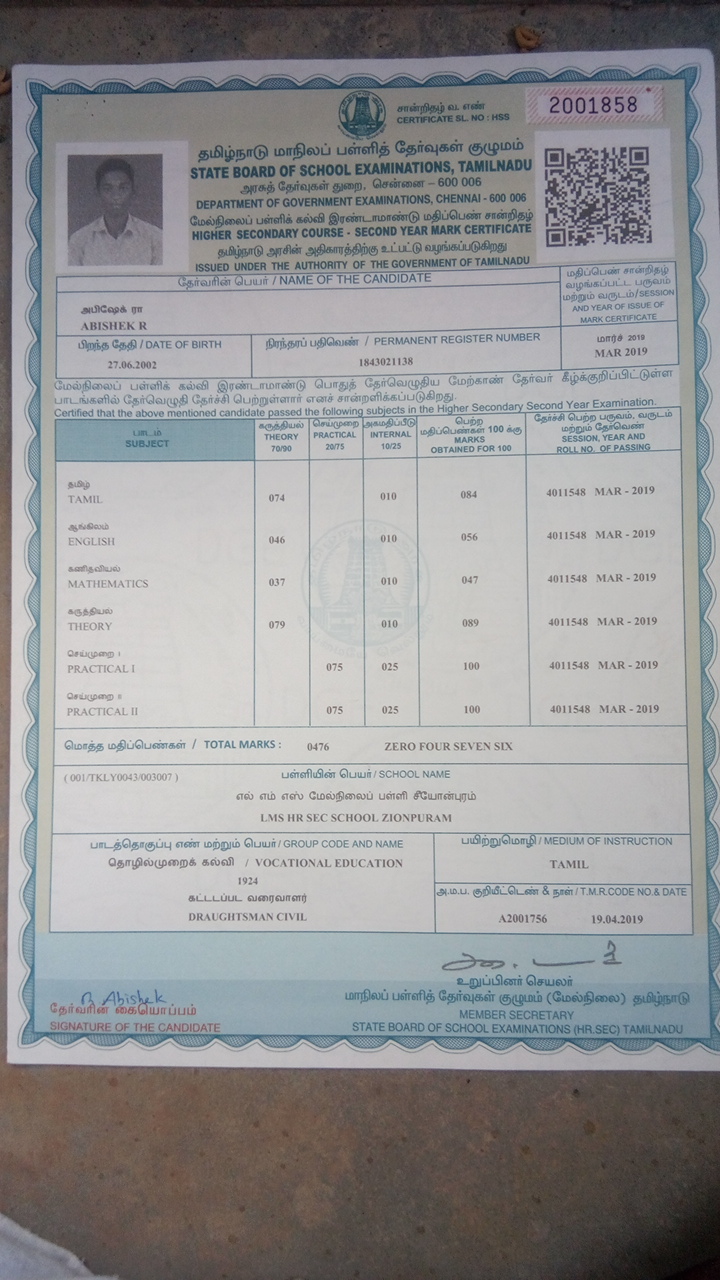 சான்றிதழ் வ. எண்
CERTIFICATE SL. NO : HSS
2001858
தமிழ்நாடு மாநிலப் பள்ளித் தேர்வுகள் குழுமம்
STATE BOARD OF SCHOOL EXAMINATIONS, TAMILNADU
அரசுத் தேர்வுகள் துறை, சென்னை – 600 006
DEPARTMENT OF GOVERNMENT EXAMINATIONS, CHENNAI - 600 006
மேல்நிலைப் பள்ளிக் கல்வி இரண்டாமாண்டு மதிப்பெண் சான்றிதழ்
HIGHER SECONDARY COURSE - SECOND YEAR MARK CERTIFICATE
தமிழ்நாடு அரசின் அதிகாரத்திற்கு உட்பட்டு வழங்கப்படுகிறது
ISSUED UNDER THE AUTHORITY OF THE GOVERNMENT OF TAMILNADU
தேர்வரின் பெயர் / NAME OF THE CANDIDATE
அபிஷேக் ரா
ABISHEK R
மதிப்பெண் சான்றிதழ்
வழங்கப்பட்ட பருவம்
மற்றும் வருடம்/SESSION
AND YEAR OF ISSUE OF
MARK CERTIFICATE
மார்ச் 2019
MAR 2019
பிறந்த தேதி / DATE OF BIRTH
27.06.2002
நிரந்தரப் பதிவெண் / PERMANENT REGISTER NUMBER
1843021138
மேல்நிலைப் பள்ளிக் கல்வி இரண்டாமாண்டு பொதுத் தேர்வெழுதிய மேற்காண் தேர்வர் கீழ்க்குறிப்பிட்டுள்ள
பாடங்களில் தேர்வெழுதி தேர்ச்சி பெற்றுள்ளார் எனச் சான்றளிக்கப்படுகிறது.
Certified that the above mentioned candidate passed the following subjects in the Higher Secondary Second Year Examination.
பாடம்
SUBJECT
கருத்தியல்
THEORY
70/90
செய்முறை
PRACTICAL
20/75
அகமதிப்பீடு
INTERNAL
10/25
பெற்ற
மதிப்பெண்கள் 100 க்கு
MARKS
OBTAINED FOR 100
தேர்ச்சி பெற்ற பருவம், வருடம்
மற்றும் தேர்வெண்
SESSION, YEAR AND
ROLL NO. OF PASSING
தமிழ்
TAMIL 074 010 084 4011548 MAR - 2019
ஆங்கிலம்
ENGLISH 046 010 056 4011548 MAR - 2019
கணிதவியல்
MATHEMATICS 037 010 047 4011548 MAR - 2019
கருத்தியல்
THEORY 079 010 089 4011548 MAR - 2019
செய்முறை I
PRACTICAL I 075 025 100 4011548 MAR - 2019
செய்முறை II
PRACTICAL II 075 025 100 4011548 MAR - 2019
மொத்த மதிப்பெண்கள் / TOTAL MARKS : 0476 ZERO FOUR SEVEN SIX
( 001/TKLY0043/003007 ) பள்ளியின் பெயர் / SCHOOL NAME
எல் எம் எஸ் மேல்நிலைப் பள்ளி சீயோன்புரம்
LMS HR SEC SCHOOL ZIONPURAM
பாடத்தொகுப்பு எண் மற்றும் பெயர்/ GROUP CODE AND NAME
தொழில்முறைக் கல்வி / VOCATIONAL EDUCATION
1924
கட்டடப்பட வரைவாளர்
DRAUGHTSMAN CIVIL
பயிற்றுமொழி / MEDIUM OF INSTRUCTION
TAMIL
அ.ம.ப. குறியீட்டெண் & நாள் / T.M.R.CODE NO.& DATE
A2001756 19.04.2019
R. Abishek
தேர்வரின் கையொப்பம்
SIGNATURE OF THE CANDIDATE
உறுப்பினர் செயலர்
மாநிலப் பள்ளித் தேர்வுகள் குழுமம் (மேல்நிலை) தமிழ்நாடு
MEMBER SECRETARY
STATE BOARD OF SCHOOL EXAMINATIONS (HR.SEC) TAMILNADU